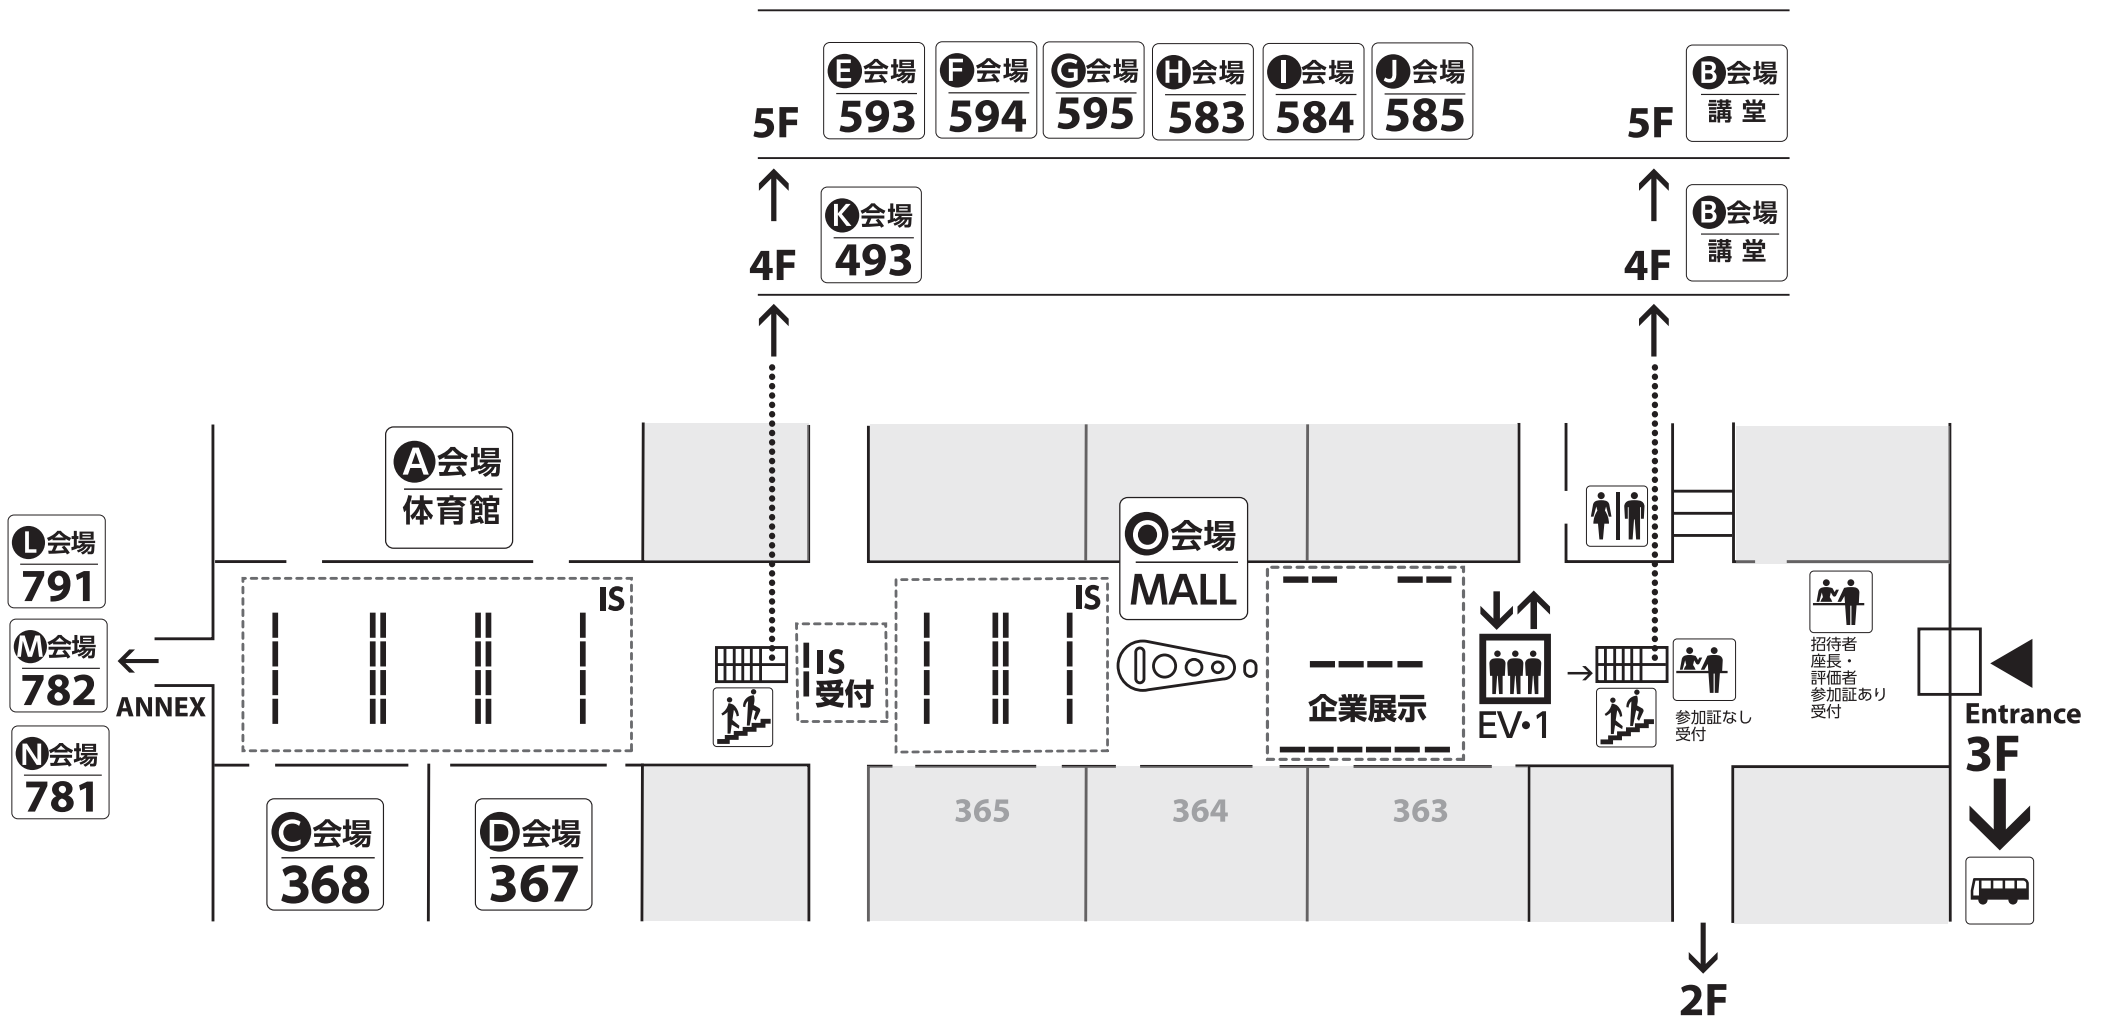 5F
E会場
593
F会場
594
G会場
595
H会場
583
I会場
584
J会場
585
5F
B会場
講堂
4F
K会場
493
4F
B会場
講堂
A会場
体育館
L会場
791
M会場
782
N会場
781
ANNEX
IS
IS
受付
IS
◎会場
MALL
企業展示
EV・1
参加証なし
受付
招待者
座長・
評価者
参加証あり
受付
Entrance
3F
C会場
368
D会場
367
365
364
363
2F